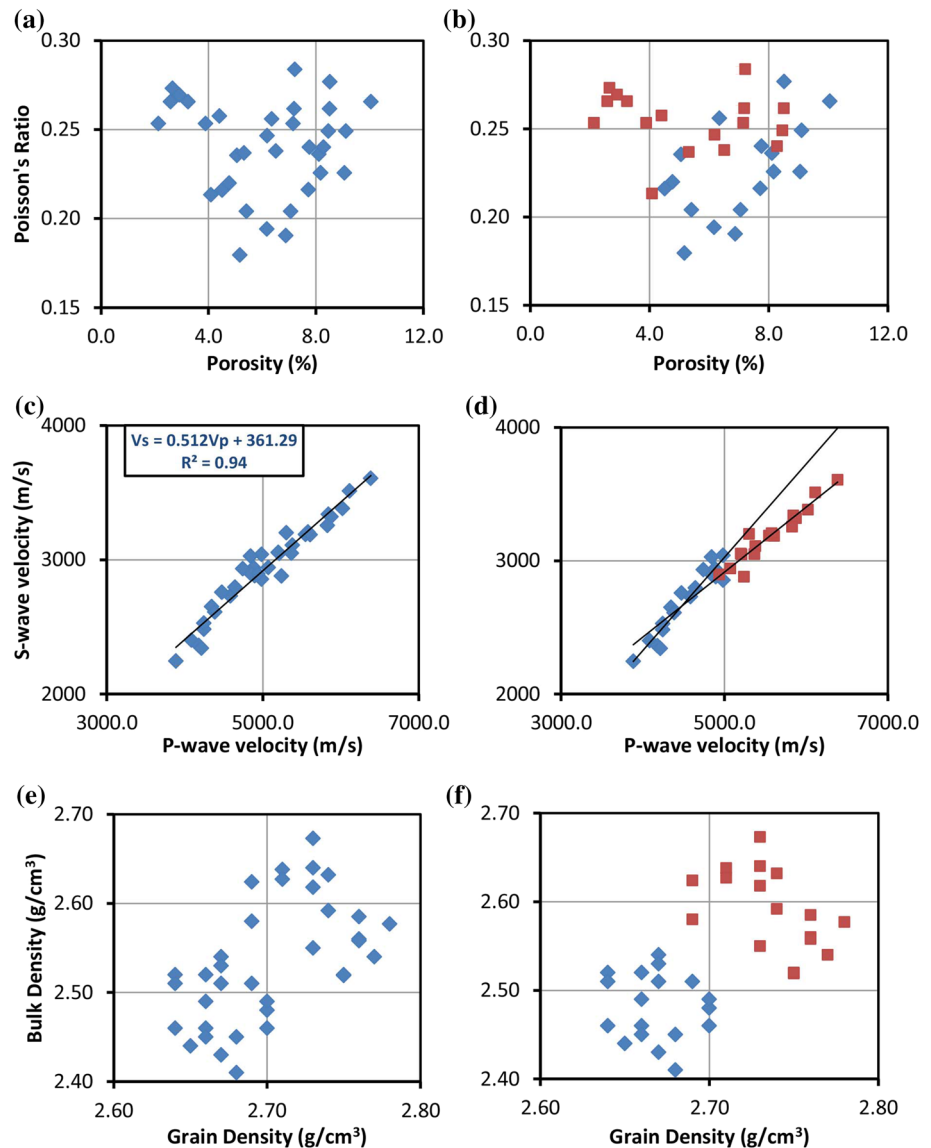 (a)
(b)
0.30
0.25
0.20
0.15
Poisson's Ratio
0.0 4.0 8.0 12.0
Porosity (%)
0.30
0.25
0.20
0.15
0.0 4.0 8.0 12.0
Porosity (%)
(c)
(d)
4000
3000
2000
S-wave velocity (m/s)
Vs = 0.512Vp + 361.29
R² = 0.94
3000.0 5000.0 7000.0
P-wave velocity (m/s)
4000
3000
2000
3000.0 5000.0 7000.0
P-wave velocity (m/s)
(e)
(f)
2.70
2.60
2.50
2.40
Bulk Density (g/cm³)
2.60 2.70 2.80
Grain Density (g/cm³)
2.70
2.60
2.50
2.40
2.60 2.70 2.80
Grain Density (g/cm³)